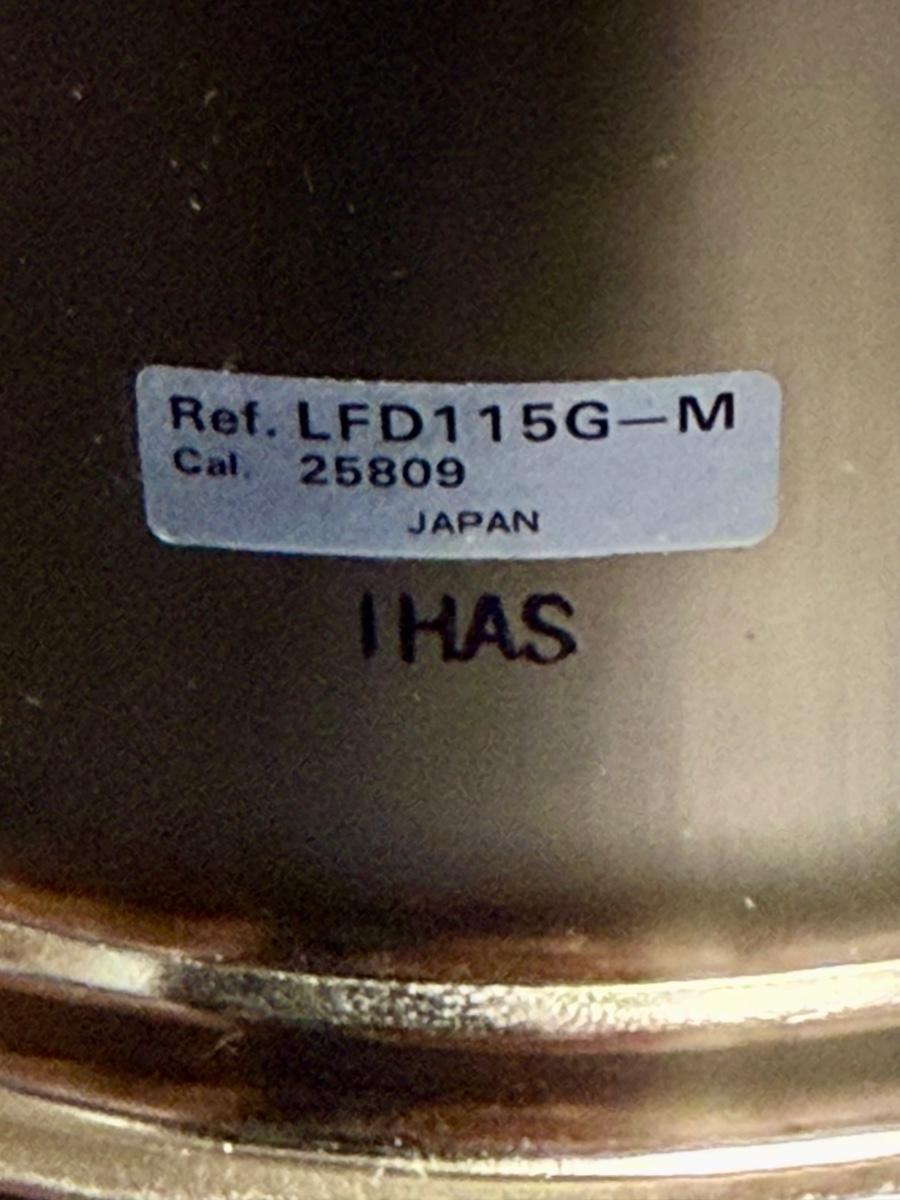 Ref. LFD115G—M
Cal. 25809
JAPAN
IHAS